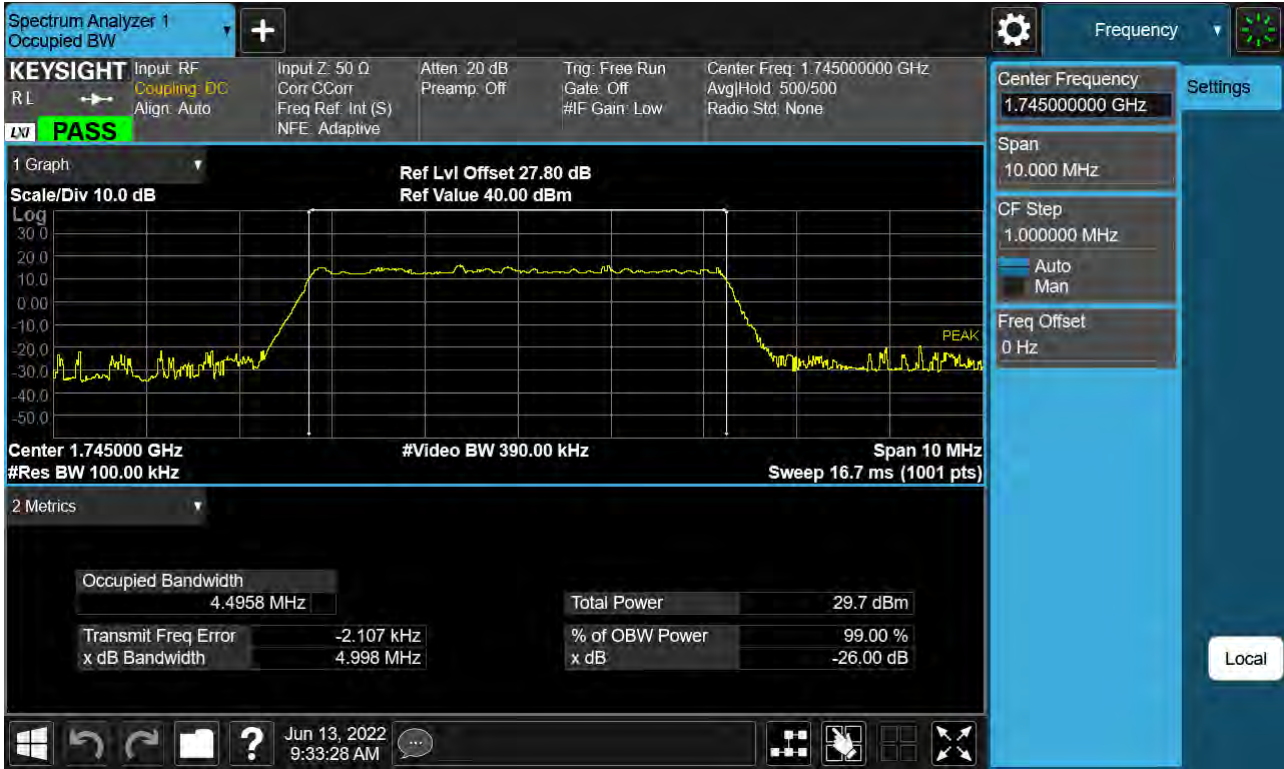 Spectrum Analyzer 1
Occupied BW
+
Frequency
KEYSIGHT
RL
LXI
PASS
Input: RF
Coupling: DC
Align: Auto
Input Z: 50 Ω
Corr CCorr
Freq Ref: Int (S)
NFE: Adaptive
Atten: 20 dB
Preamp: Off
Trig: Free Run
Gate: Off
#IF Gain: Low
Center Freq: 1.745000000 GHz
Avg|Hold: 500/500
Radio Std: None
1 Graph
Scale/Div 10.0 dB
Ref Lvl Offset 27.80 dB
Ref Value 40.00 dBm
Log
30.0
20.0
10.0
0.00
-10.0
-20.0
-30.0
-40.0
-50.0
PEAK
Center 1.745000 GHz
#Video BW 390.00 kHz
Span 10 MHz
#Res BW 100.00 kHz
Sweep 16.7 ms (1001 pts)
2 Metrics
Occupied Bandwidth
4.4958 MHz
Transmit Freq Error -2.107 kHz
x dB Bandwidth 4.998 MHz
Total Power 29.7 dBm
% of OBW Power 99.00 %
x dB -26.00 dB
Center Frequency
1.745000000 GHz
Settings
Span
10.000 MHz
CF Step
1.000000 MHz
Auto
Man
Freq Offset
0 Hz
Local
?
Jun 13, 2022
9:33:28 AM